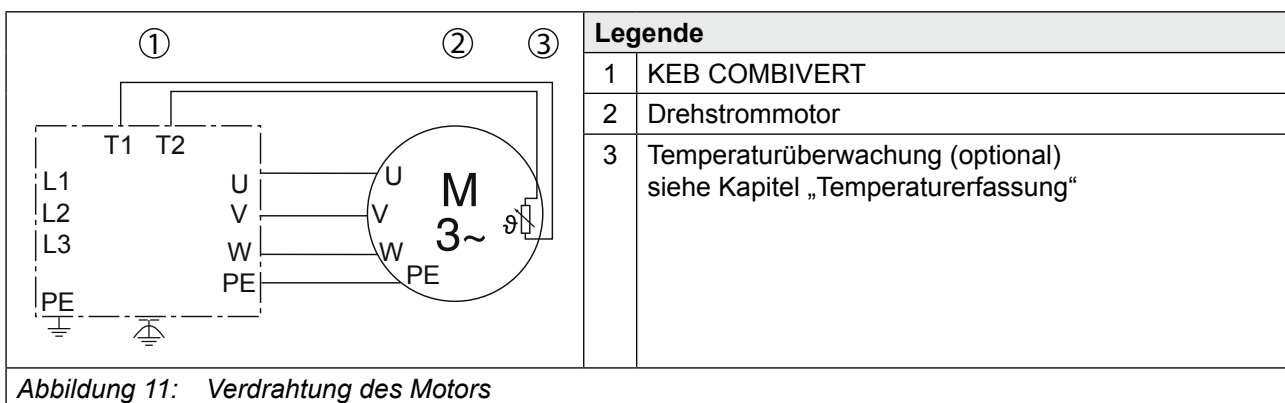 ① ② ③
T1 T2
L1
L2
L3
PE
U
V
W
PE
U
V
W
PE
M
3~
ϑ
Legende
1 KEB COMBIVERT
2 Drehstrommotor
3 Temperaturüberwachung (optional)
siehe Kapitel „Temperaturerfassung“
Abbildung 11: Verdrahtung des Motors